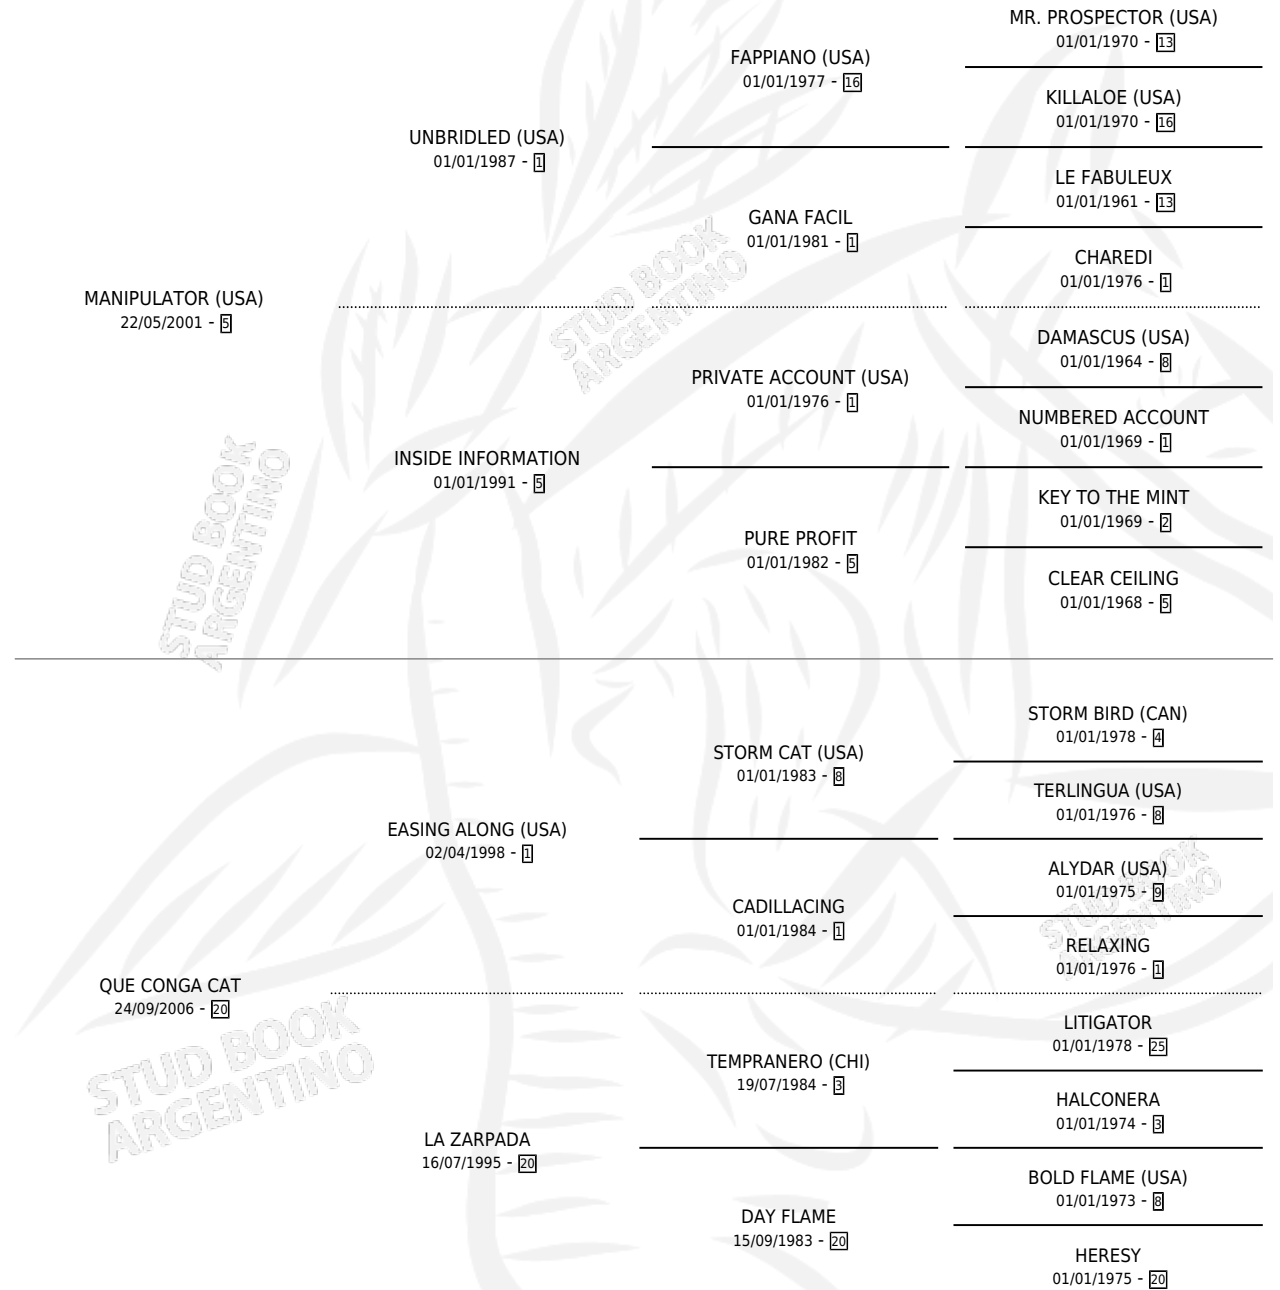 MR. PROSPECTOR (USA)
01/01/1970 - 13
FAPPIANO (USA)
01/01/1977 - 16
KILLALOE (USA)
01/01/1970 - 16
UNBRIDLED (USA)
01/01/1987 - 1
LE FABULEUX
01/01/1961 - 13
GANA FACIL
01/01/1981 - 1
CHAREDI
01/01/1976 - 1
MANIPULATOR (USA)
22/05/2001 - 5
DAMASCUS (USA)
01/01/1964 - 8
PRIVATE ACCOUNT (USA)
01/01/1976 - 1
NUMBERED ACCOUNT
01/01/1969 - 1
INSIDE INFORMATION
01/01/1991 - 5
KEY TO THE MINT
01/01/1969 - 2
PURE PROFIT
01/01/1982 - 5
CLEAR CEILING
01/01/1968 - 5
STORM BIRD (CAN)
01/01/1978 - 4
STORM CAT (USA)
01/01/1983 - 8
TERLINGUA (USA)
01/01/1976 - 8
EASING ALONG (USA)
02/04/1998 - 1
ALYDAR (USA)
01/01/1975 - 9
CADILLACING
01/01/1984 - 1
RELAXING
01/01/1976 - 1
QUE CONGA CAT
24/09/2006 - 20
LITIGATOR
01/01/1978 - 25
TEMPRANERO (CHI)
19/07/1984 - 3
HALCONERA
01/01/1974 - 3
LA ZARPADA
16/07/1995 - 20
BOLD FLAME (USA)
01/01/1973 - 8
DAY FLAME
15/09/1983 - 20
HERESY
01/01/1975 - 20
STUD BOOK
ARGENTINO
STUD BOOK
ARGENTINO
STUD BOOK
ARGENTINO
STUD BOOK
ARGENTINO